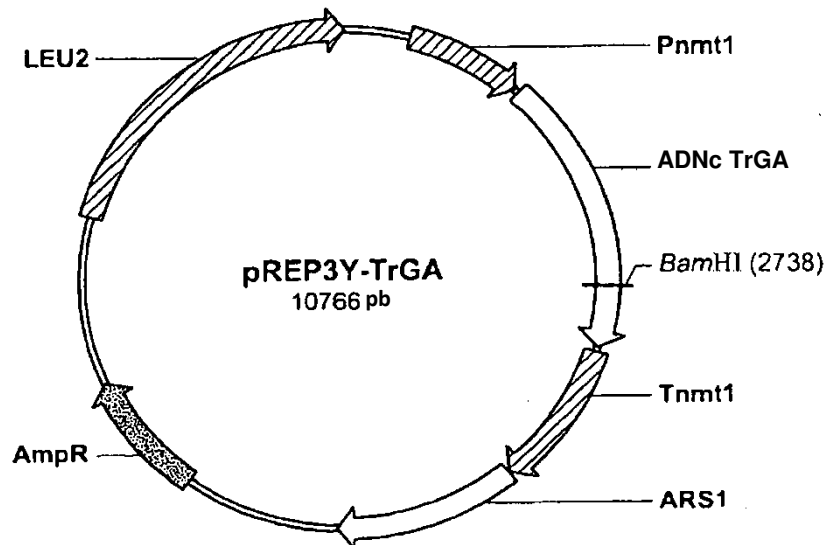 LEU2
Pnmt1
ADNc TrGA
pREP3Y-TrGA
10766 pb
BamHI (2738)
Tnmt1
AmpR
ARS1